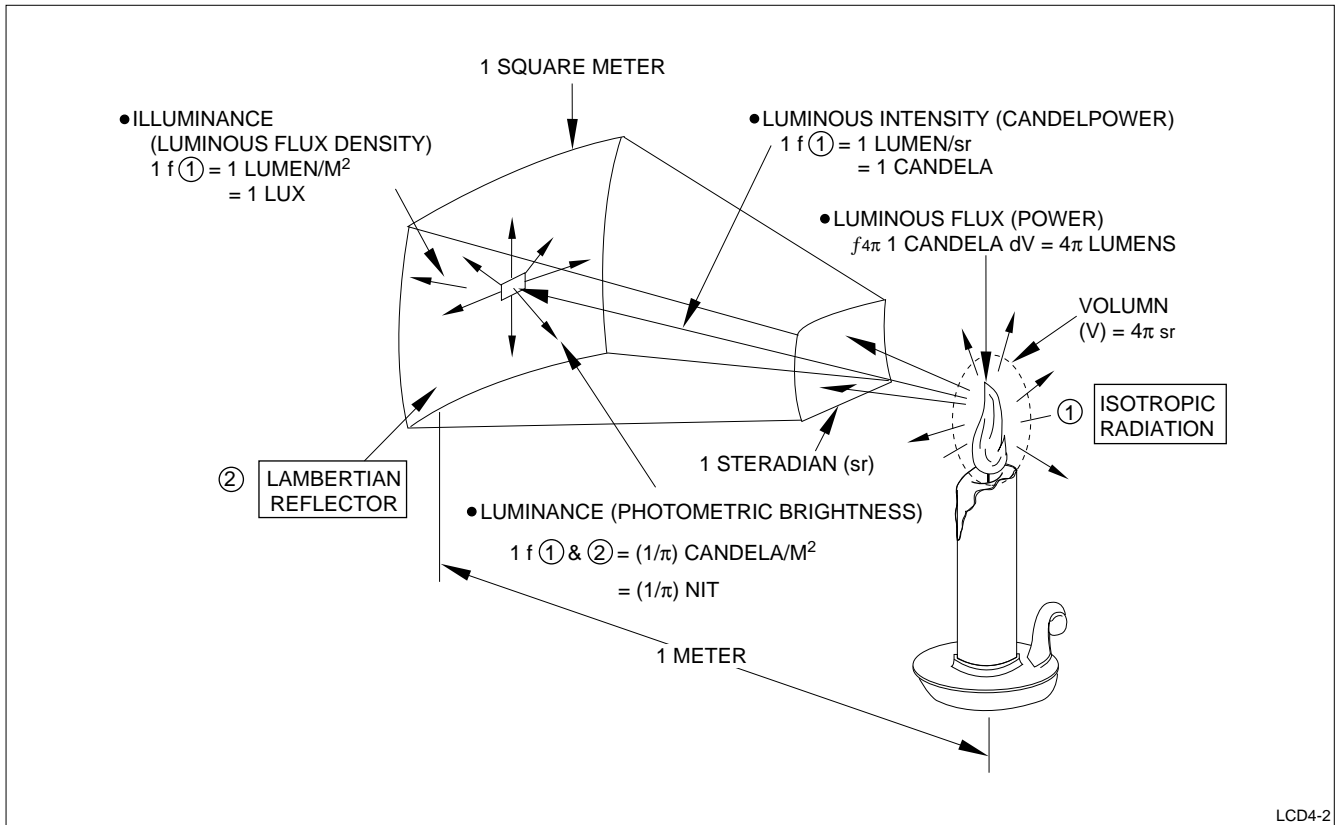 1 SQUARE METER
● ILLUMINANCE
(LUMINOUS FLUX DENSITY)
1 f ① = 1 LUMEN/M²
= 1 LUX
● LUMINOUS INTENSITY (CANDELPOWER)
1 f ① = 1 LUMEN/sr
= 1 CANDELA
● LUMINOUS FLUX (POWER)
ƒ4π 1 CANDELA dV = 4π LUMENS
VOLUMN
(V) = 4π sr
① ISOTROPIC
RADIATION
1 STERADIAN (sr)
② LAMBERTIAN
REFLECTOR
● LUMINANCE (PHOTOMETRIC BRIGHTNESS)
1 f ① & ② = (1/π) CANDELA/M²
= (1/π) NIT
1 METER
LCD4-2